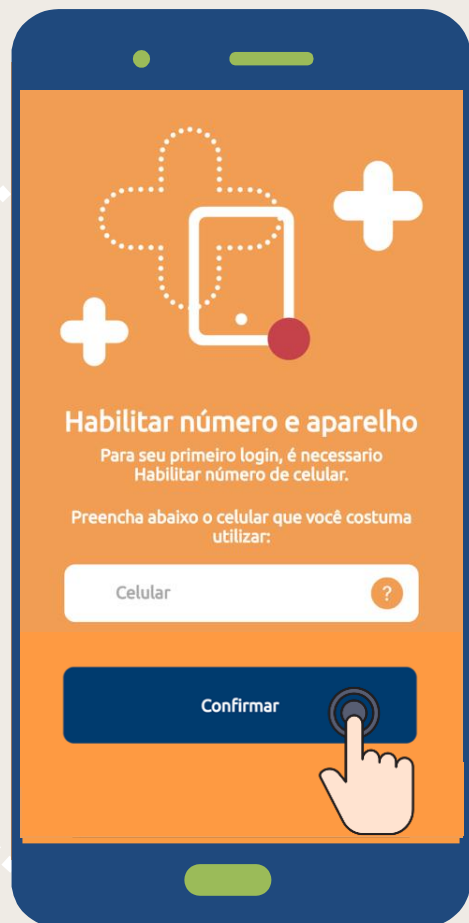 Habilitar número e aparelho
Para seu primeiro login, é necessario
Habilitar número de celular.
Preencha abaixo o celular que você costuma
utilizar:
Celular ?
Confirmar